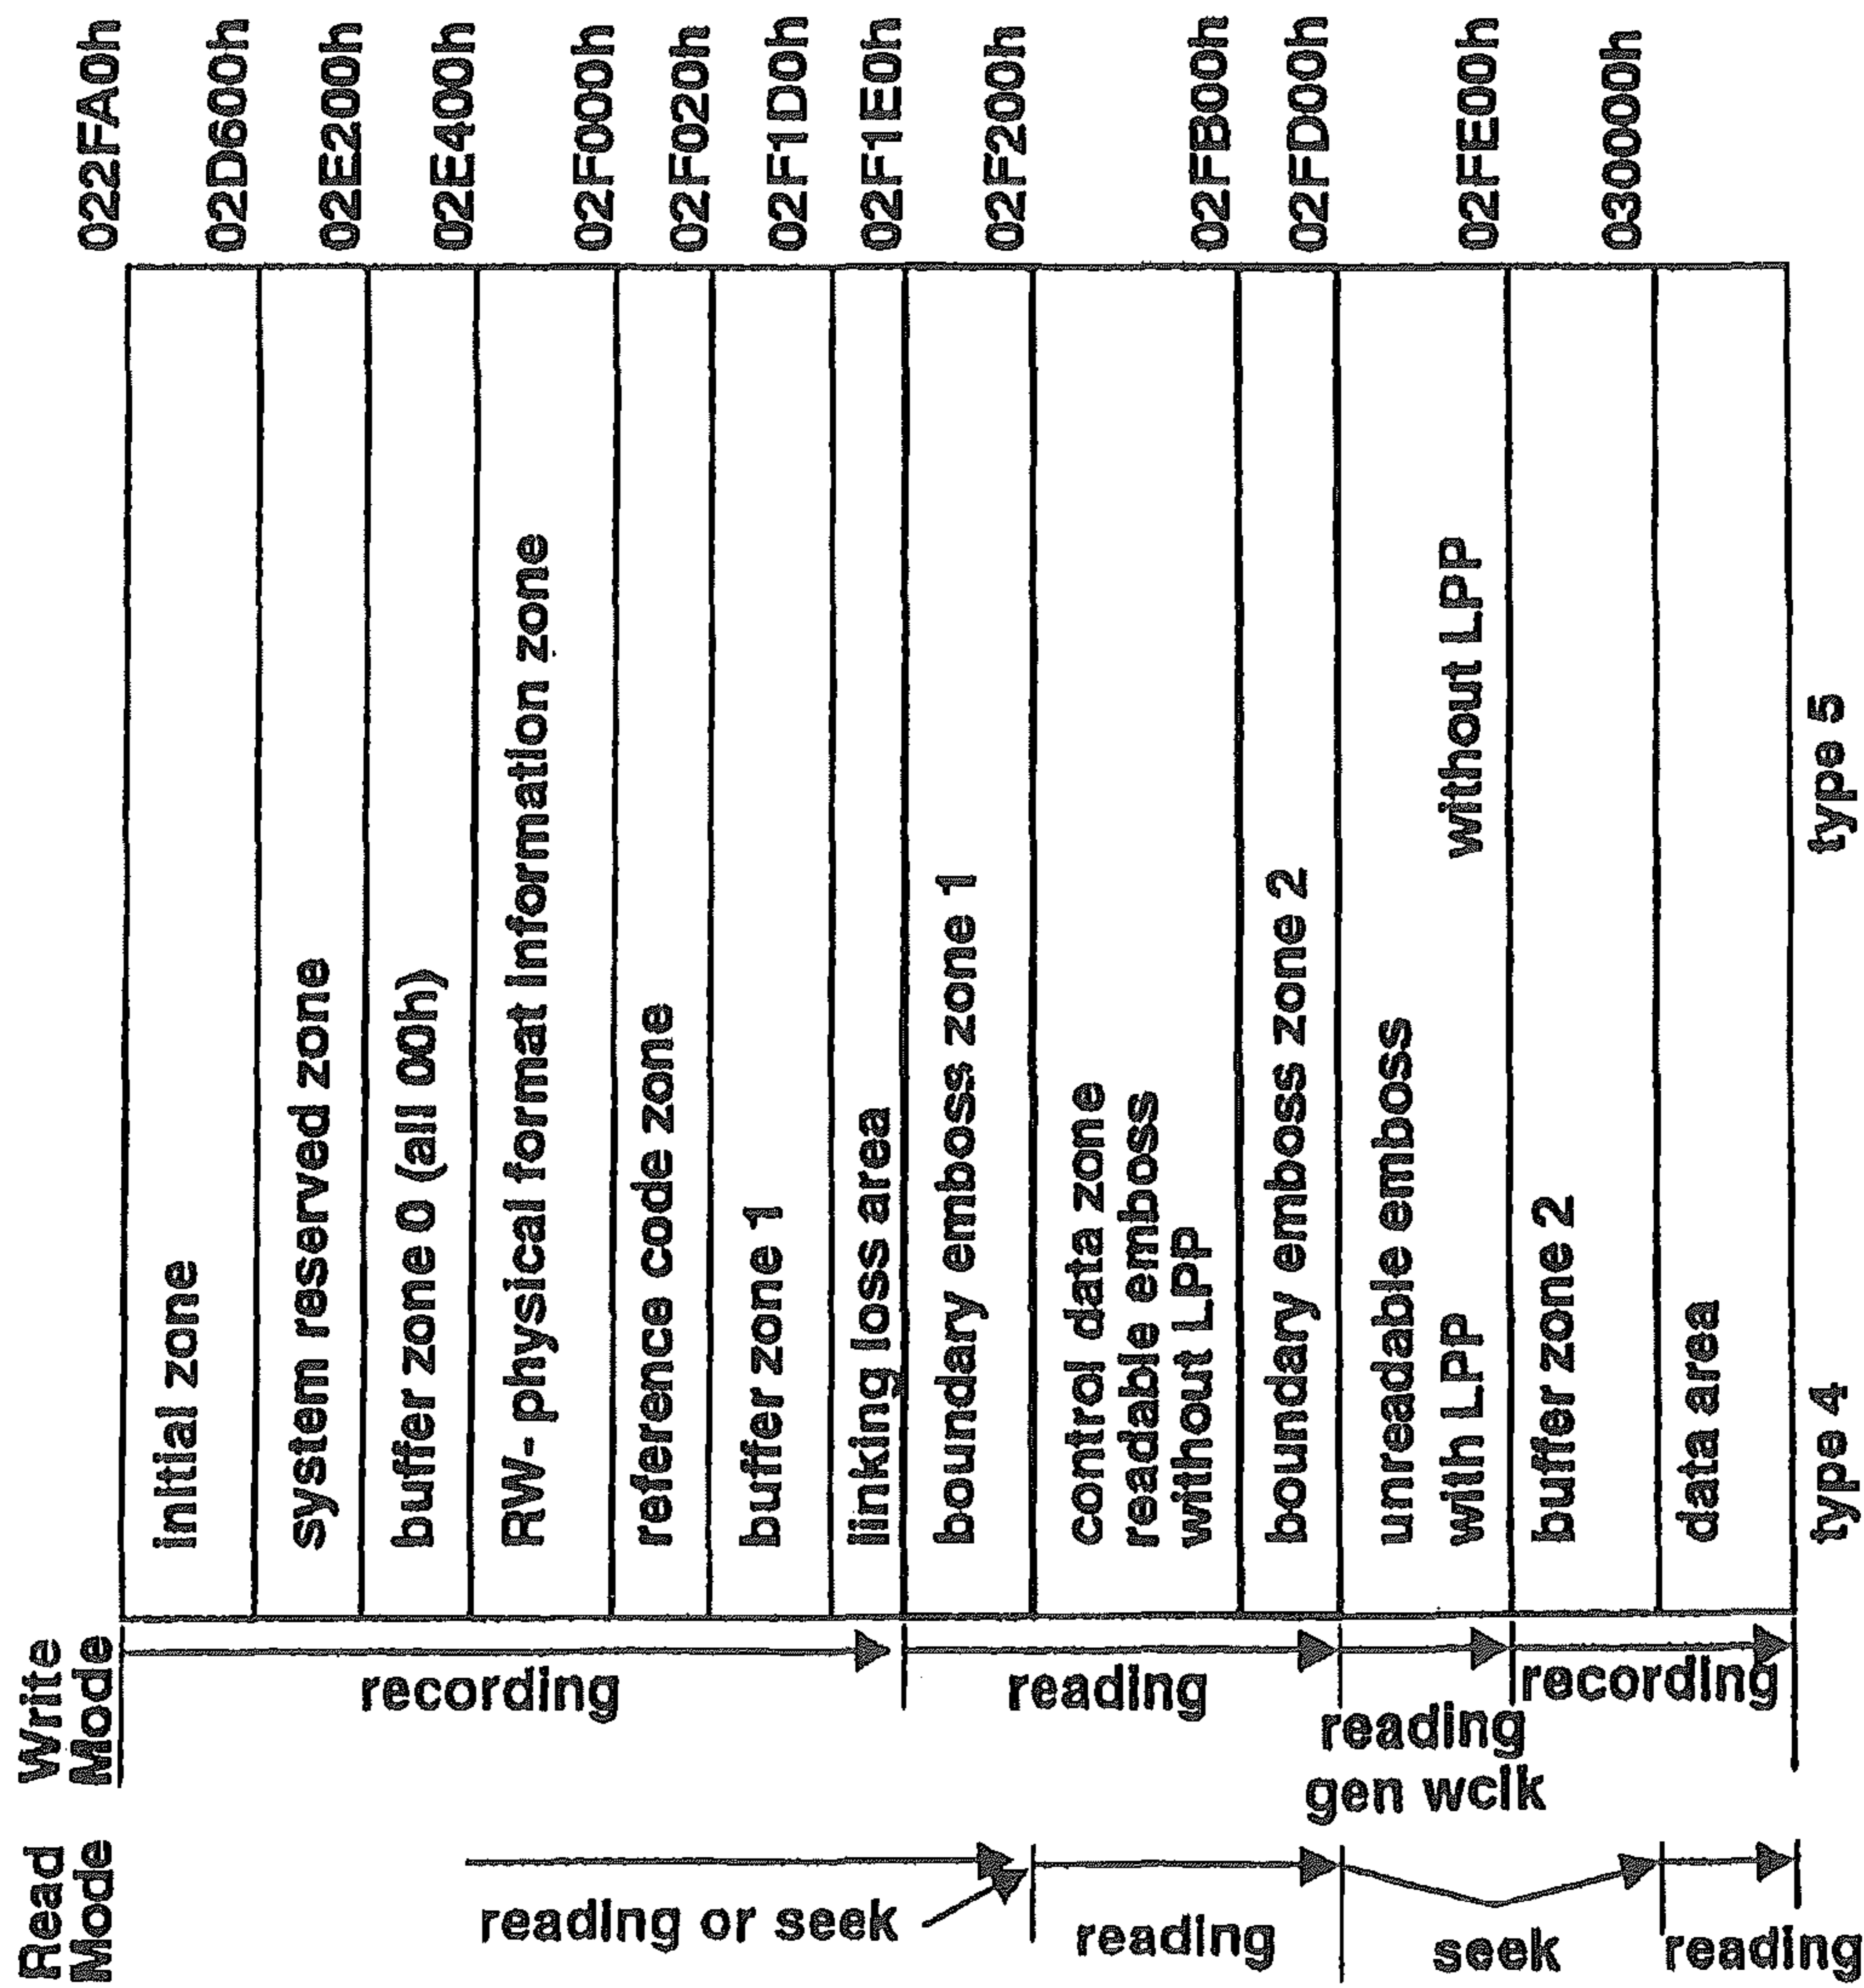 022FA0h
02D600h
02E200h
02E400h
02F000h
02F020h
02F1D0h
02F1E0h
02F200h
02FB00h
02FD00h
02FE00h
030000h
initial zone
system reserved zone
buffer zone 0 (all 00h)
RW- physical format information zone
reference code zone
buffer zone 1
linking loss area
boundary emboss zone 1
control data zone
readable emboss
without LPP
boundary emboss zone 2
unreadable emboss
with LPP
without LPP
buffer zone 2
data area
type 4
type 5
Write
Mode
recording
reading
reading
gen wclk
recording
Read
Mode
reading or seek
reading
seek
reading